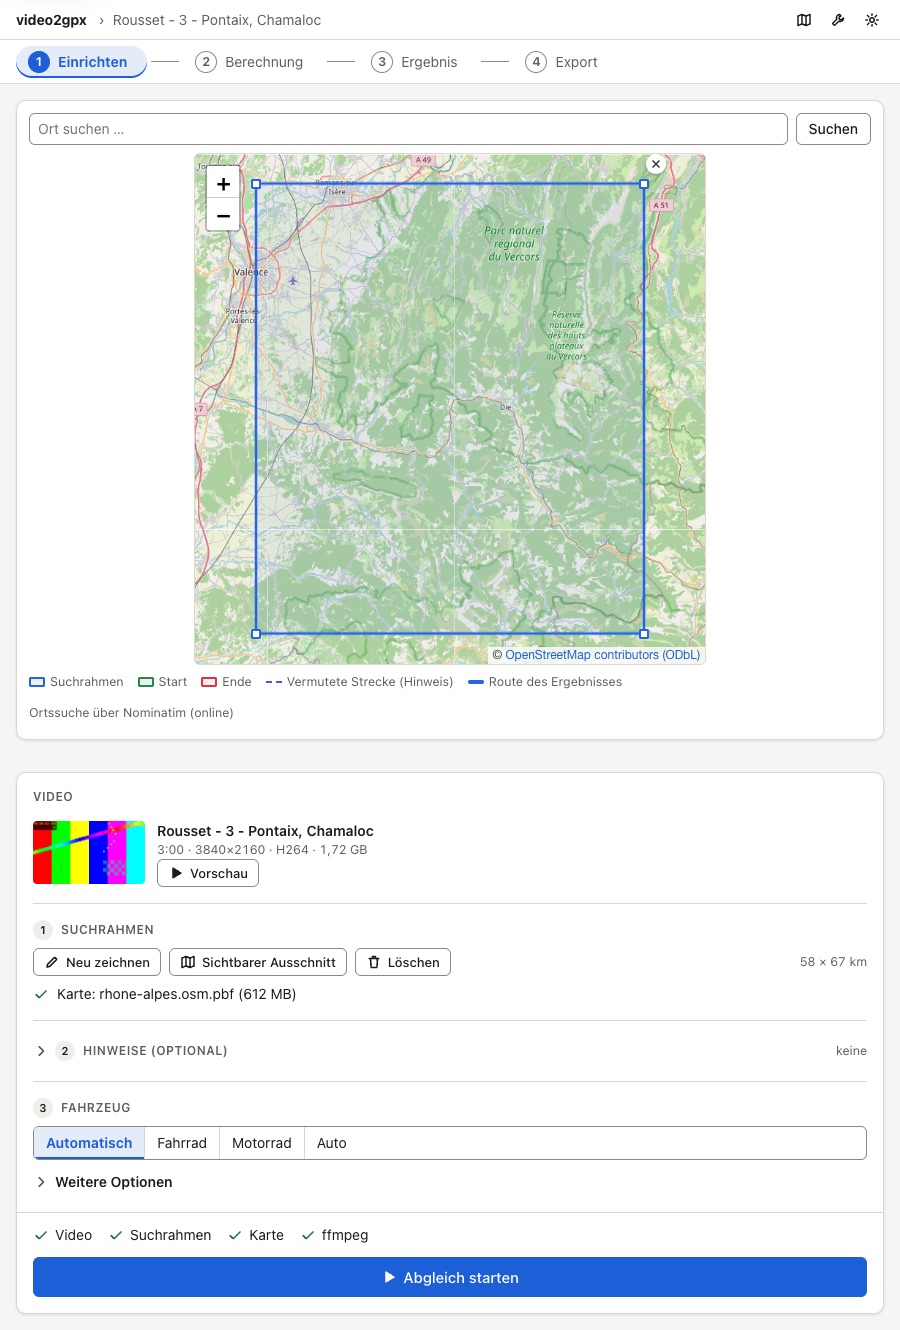 video2gpx › Rousset - 3 - Pontaix, Chamaloc
1 Einrichten 2 Berechnung 3 Ergebnis 4 Export
Ort suchen ... Suchen
A 49
+
−
Romans-sur-
Isère
A 51
Parc naturel
régional
du Vercors
Valence
Portes-lès-
Valence
Réserve
naturelle
des hauts
plateaux
du Vercors
A 7
Die
© OpenStreetMap contributors (ODbL)
Suchrahmen Start Ende Vermutete Strecke (Hinweis) Route des Ergebnisses
Ortssuche über Nominatim (online)
VIDEO
Rousset - 3 - Pontaix, Chamaloc
3:00 · 3840×2160 · H264 · 1,72 GB
Vorschau
1 SUCHRAHMEN
Neu zeichnen Sichtbarer Ausschnitt Löschen 58 × 67 km
Karte: rhone-alpes.osm.pbf (612 MB)
2 HINWEISE (OPTIONAL) keine
3 FAHRZEUG
Automatisch Fahrrad Motorrad Auto
Weitere Optionen
Video Suchrahmen Karte ffmpeg
Abgleich starten